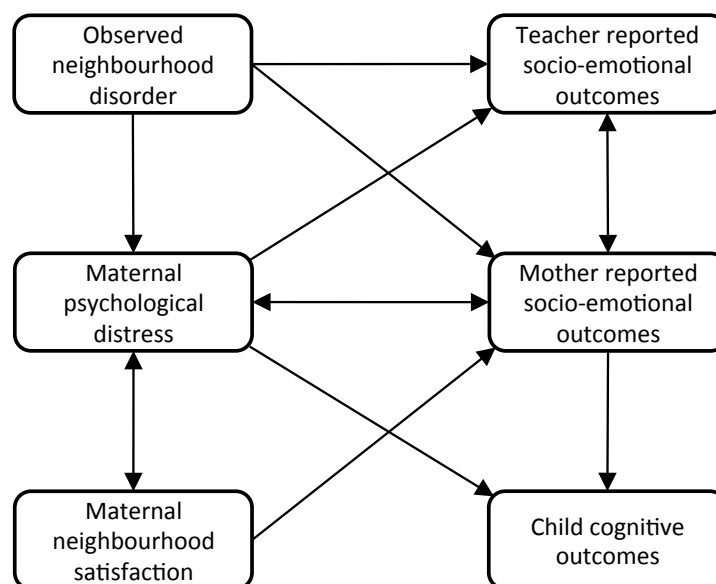 Observed
neighbourhood
disorder
Teacher reported
socio-emotional
outcomes
Maternal
psychological
distress
Mother reported
socio-emotional
outcomes
Maternal
neighbourhood
satisfaction
Child cognitive
outcomes